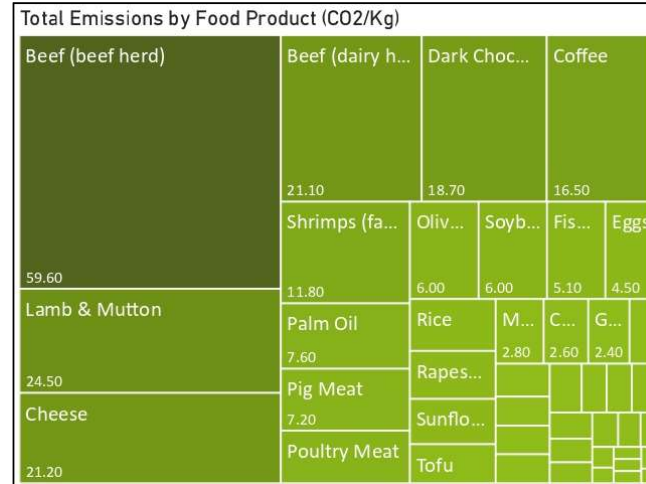 Total Emissions by Food Product (CO2/Kg)
Beef (beef herd)
59.60
Lamb & Mutton
24.50
Cheese
21.20
Beef (dairy h...
21.10
Dark Choc...
18.70
Coffee
16.50
Shrimps (fa...
11.80
Palm Oil
7.60
Pig Meat
7.20
Poultry Meat
Oliv...
6.00
Soyb...
6.00
Fis...
5.10
Eggs
4.50
Rice
Rapes...
Sunflo...
Tofu
M...
2.80
C...
2.60
G...
2.40